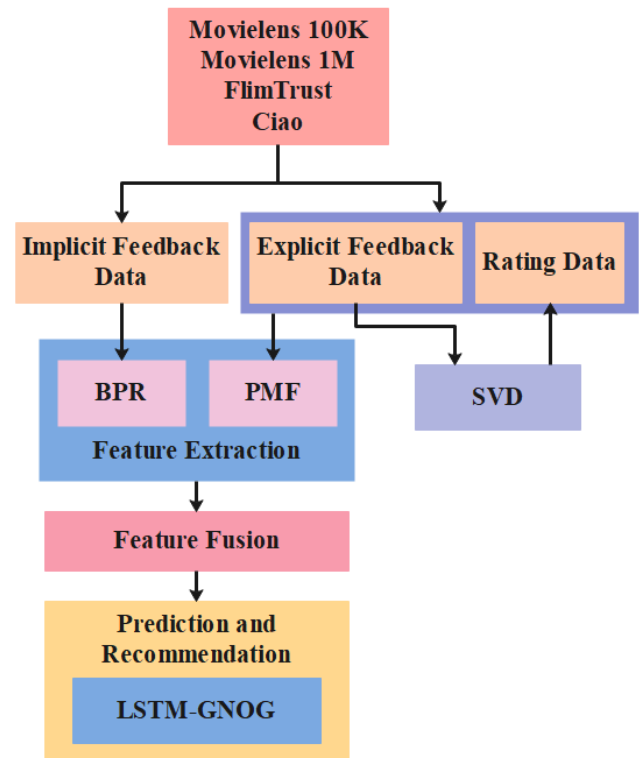 Movielens 100K
Movielens 1M
FlimTrust
Ciao
Implicit Feedback
Data
Explicit Feedback
Data
Rating Data
BPR
PMF
SVD
Feature Extraction
Feature Fusion
Prediction and
Recommendation
LSTM-GNOG